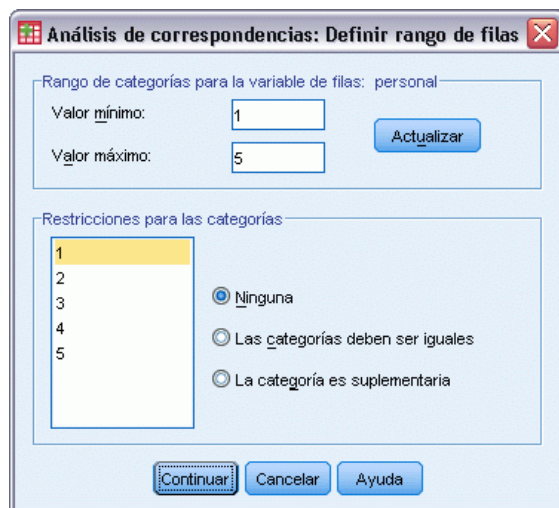 Análisis de correspondencias: Definir rango de filas
Rango de categorías para la variable de filas: personal
Valor mínimo:
1
Actualizar
Valor máximo:
5
Restricciones para las categorías
1
2
3
4
5
Ninguna
Las categorías deben ser iguales
La categoría es suplementaria
Continuar Cancelar Ayuda